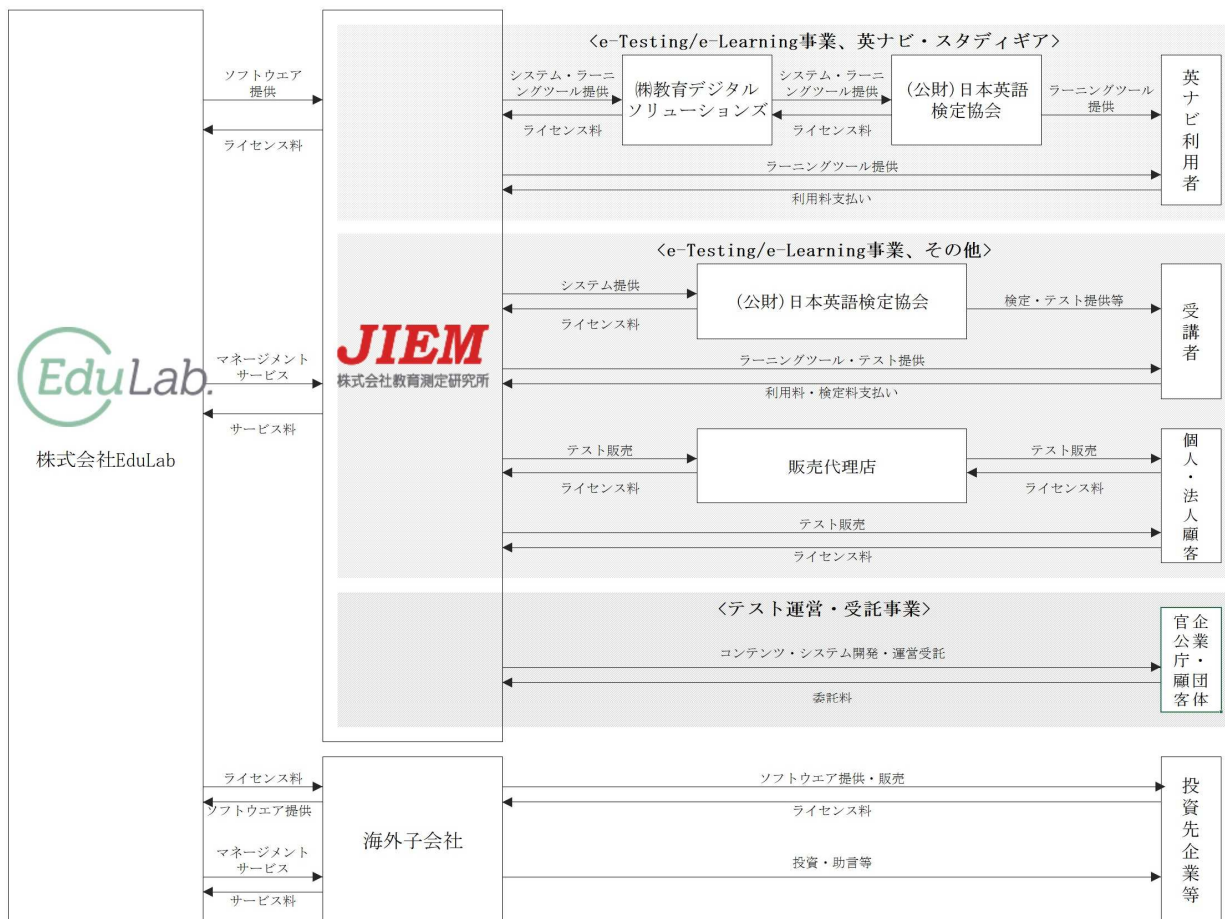 <e-Testing/e-Learning事業、英ナビ・スタディギア>
ソフトウエア
提供
ライセンス料
システム・ラーニ
ングツール提供
ライセンス料
㈱教育デジタル
ソリューションズ
システム・ラーニ
ングツール提供
ライセンス料
(公財)日本英語
検定協会
ラーニングツール
提供
英ナビ利用者
ラーニングツール提供
利用料支払い
<e-Testing/e-Learning事業、その他>
システム提供
ライセンス料
(公財)日本英語検定協会
検定・テスト提供等
受講者
EduLab.
株式会社EduLab
マネージメント
サービス
サービス料
JIEM
株式会社教育測定研究所
ラーニングツール・テスト提供
利用料・検定料支払い
テスト販売
ライセンス料
販売代理店
テスト販売
ライセンス料
個人・法人顧客
テスト販売
ライセンス料
<テスト運営・受託事業>
コンテンツ・システム開発・運営受託
委託料
企業・団体
官公庁顧客
ライセンス料
ソフトウエア提供
マネージメント
サービス
サービス料
海外子会社
ソフトウエア提供・販売
ライセンス料
投資・助言等
投資先企業等